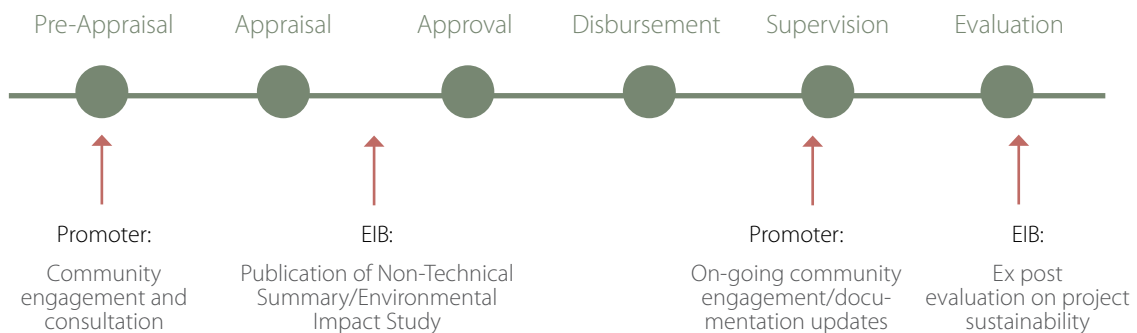 Pre-Appraisal
Appraisal
Approval
Disbursement
Supervision
Evaluation
Promoter:
Community
engagement and
consultation
EIB:
Publication of Non-Technical
Summary/Environmental
Impact Study
Promoter:
On-going community
engagement/docu-
mentation updates
EIB:
Ex post
evaluation on project
sustainability